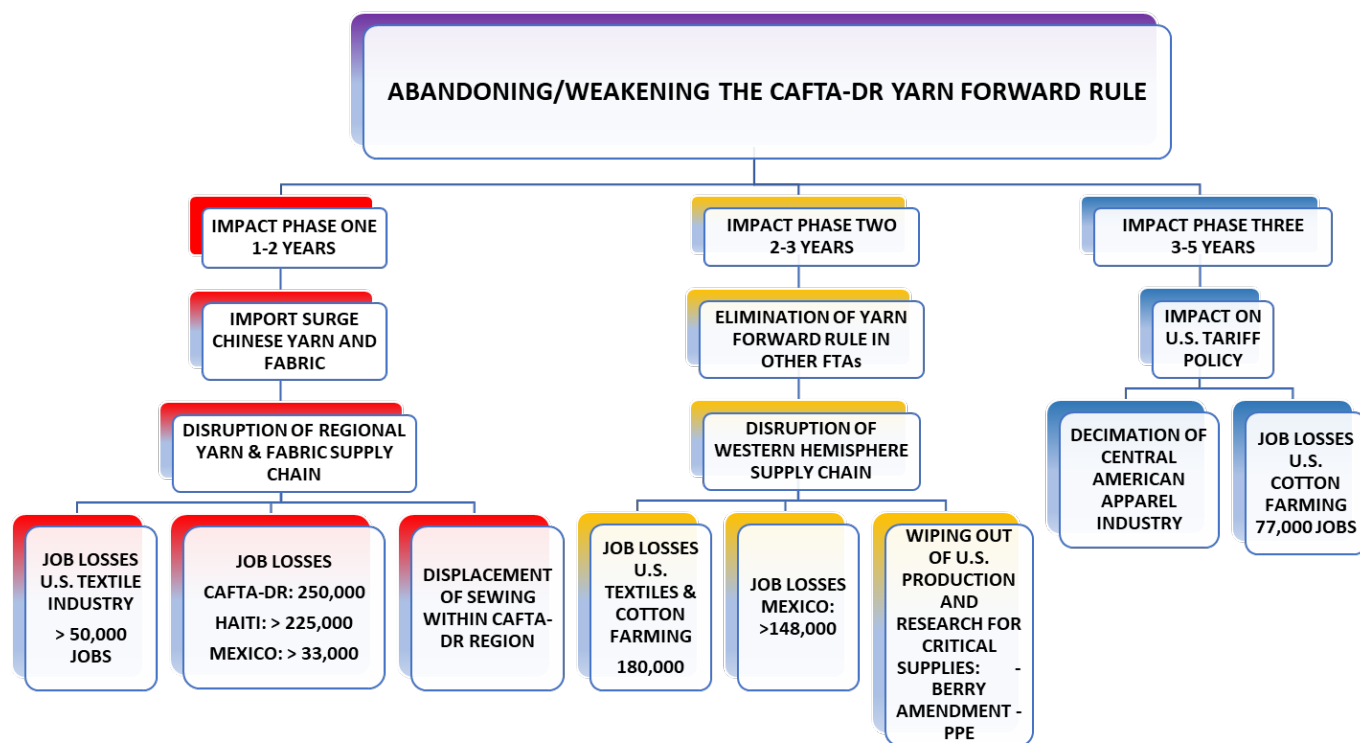 ABANDONING/WEAKENING THE CAFTA-DR YARN FORWARD RULE
IMPACT PHASE ONE
1-2 YEARS
IMPORT SURGE
CHINESE YARN AND
FABRIC
DISRUPTION OF REGIONAL
YARN & FABRIC SUPPLY
CHAIN
JOB LOSSES
U.S. TEXTILE
INDUSTRY
> 50,000
JOBS
JOB LOSSES
CAFTA-DR: 250,000
HAITI: > 225,000
MEXICO: > 33,000
DISPLACEMENT
OF SEWING
WITHIN CAFTA-
DR REGION
IMPACT PHASE TWO
2-3 YEARS
ELIMINATION OF YARN
FORWARD RULE IN
OTHER FTAs
DISRUPTION OF
WESTERN HEMISPHERE
SUPPLY CHAIN
JOB LOSSES
U.S.
TEXTILES &
COTTON
FARMING
180,000
JOB LOSSES
MEXICO:
>148,000
WIPING OUT
OF U.S.
PRODUCTION
AND
RESEARCH FOR
CRITICAL
SUPPLIES: -
BERRY
AMENDMENT -
PPE
IMPACT PHASE THREE
3-5 YEARS
IMPACT ON
U.S. TARIFF
POLICY
DECIMATION OF
CENTRAL
AMERICAN
APPAREL
INDUSTRY
JOB LOSSES
U.S.
COTTON
FARMING
77,000 JOBS